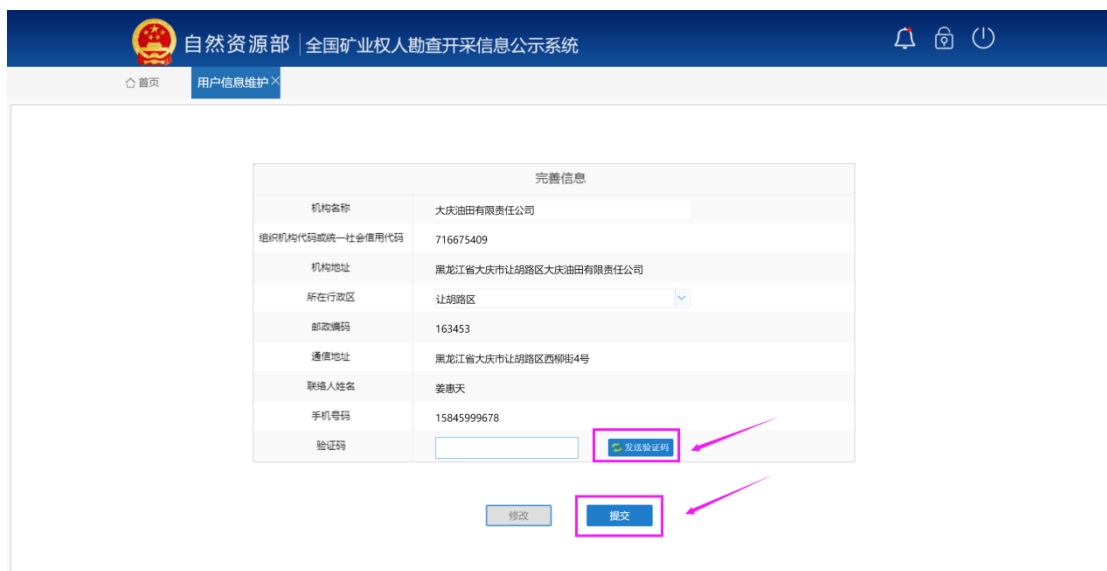 自然资源部 全国矿业权人勘查开采信息公示系统
首页 用户信息维护
完善信息
机构名称 大庆油田有限责任公司
组织机构代码或统一社会信用代码 716675409
机构地址 黑龙江省大庆市让胡路区大庆油田有限责任公司
所在行政区 让胡路区
邮政编码 163453
通信地址 黑龙江省大庆市让胡路区西柳街4号
联络人姓名 姜惠天
手机号码 15845999678
验证码 发送验证码
修改 提交